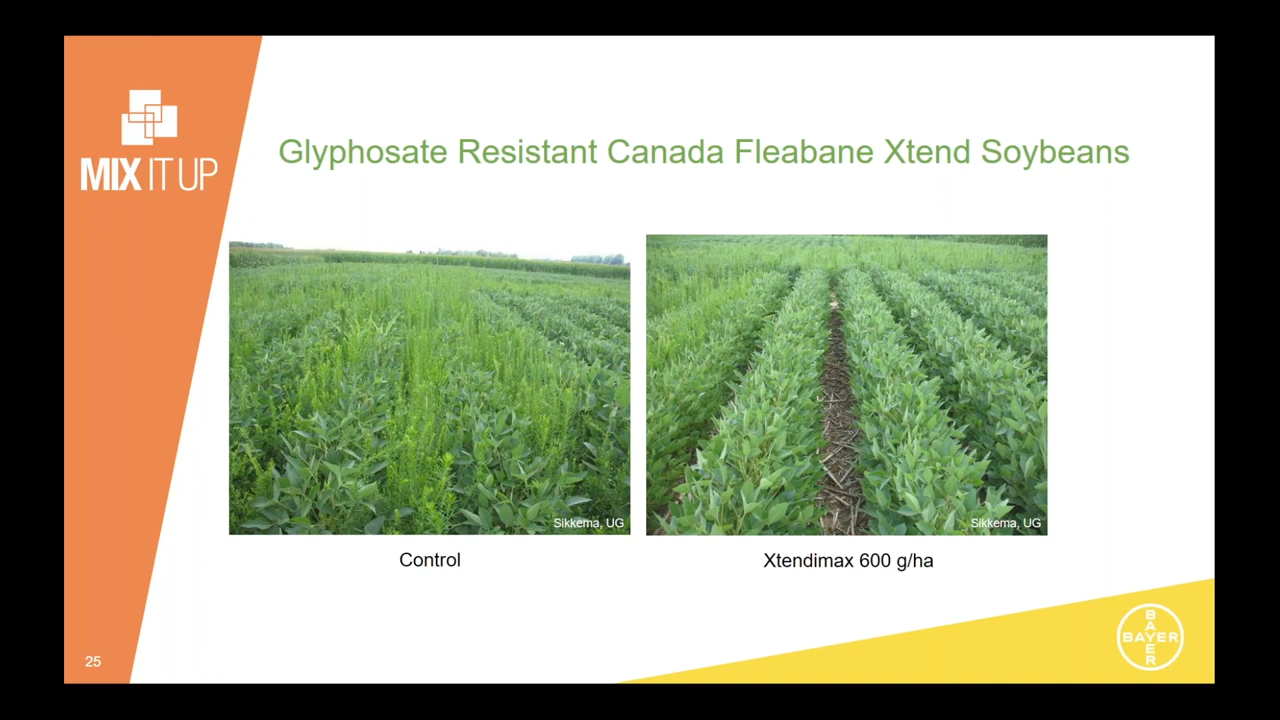 MIX IT UP
Glyphosate Resistant Canada Fleabane Xtend Soybeans
Sikkema, UG
Sikkema, UG
Control
Xtendimax 600 g/ha
25
BAYER
BAYER